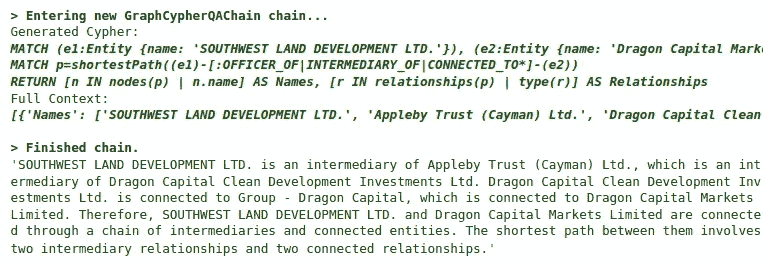 > Entering new GraphCypherQAChain chain...
Generated Cypher:
MATCH (e1:Entity {name: 'SOUTHWEST LAND DEVELOPMENT LTD.'}), (e2:Entity {name: 'Dragon Capital Mark
MATCH p=shortestPath((e1)-[:OFFICER_OF|INTERMEDIARY_OF|CONNECTED_TO*]-(e2))
RETURN [n IN nodes(p) | n.name] AS Names, [r IN relationships(p) | type(r)] AS Relationships
Full Context:
[{'Names': ['SOUTHWEST LAND DEVELOPMENT LTD.', 'Appleby Trust (Cayman) Ltd.', 'Dragon Capital Clean
> Finished chain.
'SOUTHWEST LAND DEVELOPMENT LTD. is an intermediary of Appleby Trust (Cayman) Ltd., which is an int
ermediary of Dragon Capital Clean Development Investments Ltd. Dragon Capital Clean Development Inv
estments Ltd. is connected to Group - Dragon Capital, which is connected to Dragon Capital Markets
Limited. Therefore, SOUTHWEST LAND DEVELOPMENT LTD. and Dragon Capital Markets Limited are connecte
d through a chain of intermediaries and connected entities. The shortest path between them involves
two intermediary relationships and two connected relationships.'